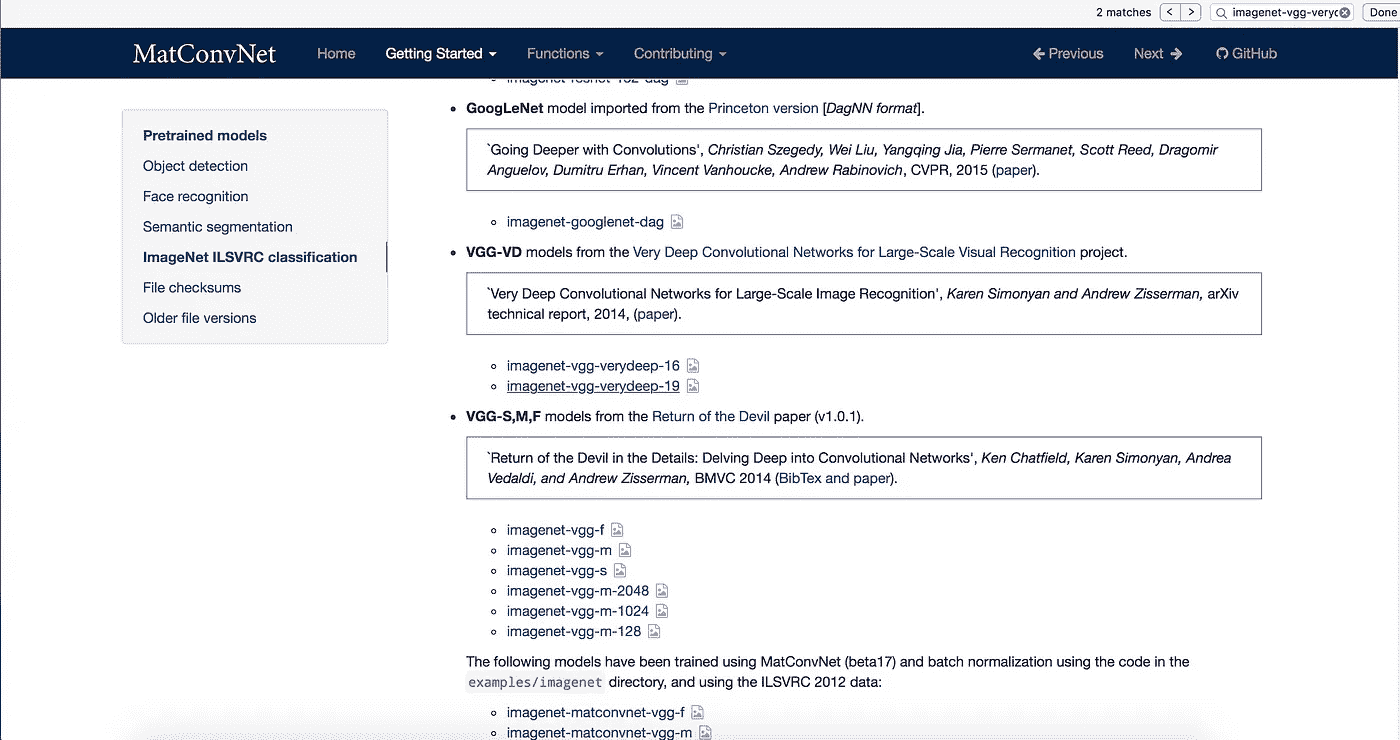 2 matches < > imagenet-vgg-veryc Done
MatConvNet Home Getting Started Functions Contributing Previous Next GitHub
imagenet-resnet-152-dag
Pretrained models
Object detection
Face recognition
Semantic segmentation
ImageNet ILSVRC classification
File checksums
Older file versions
GoogLeNet model imported from the Princeton version [DagNN format].
`Going Deeper with Convolutions', Christian Szegedy, Wei Liu, Yangqing Jia, Pierre Sermanet, Scott Reed, Dragomir
Anguelov, Dumitru Erhan, Vincent Vanhoucke, Andrew Rabinovich, CVPR, 2015 (paper).
imagenet-googlenet-dag
VGG-VD models from the Very Deep Convolutional Networks for Large-Scale Visual Recognition project.
`Very Deep Convolutional Networks for Large-Scale Image Recognition', Karen Simonyan and Andrew Zisserman, arXiv
technical report, 2014, (paper).
imagenet-vgg-verydeep-16
imagenet-vgg-verydeep-19
VGG-S,M,F models from the Return of the Devil paper (v1.0.1).
`Return of the Devil in the Details: Delving Deep into Convolutional Networks', Ken Chatfield, Karen Simonyan, Andrea
Vedaldi, and Andrew Zisserman, BMVC 2014 (BibTex and paper).
imagenet-vgg-f
imagenet-vgg-m
imagenet-vgg-s
imagenet-vgg-m-2048
imagenet-vgg-m-1024
imagenet-vgg-m-128
The following models have been trained using MatConvNet (beta17) and batch normalization using the code in the
examples/imagenet directory, and using the ILSVRC 2012 data:
imagenet-matconvnet-vgg-f
imagenet-matconvnet-vgg-m